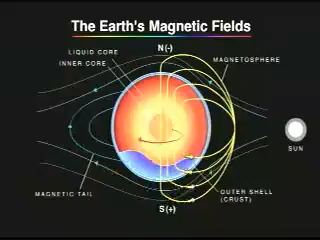 The Earth's Magnetic Fields
N(-)
LIQUID CORE
INNER CORE
MAGNETOSPHERE
SUN
MAGNETIC TAIL
OUTER SHELL
(CRUST)
S(+)